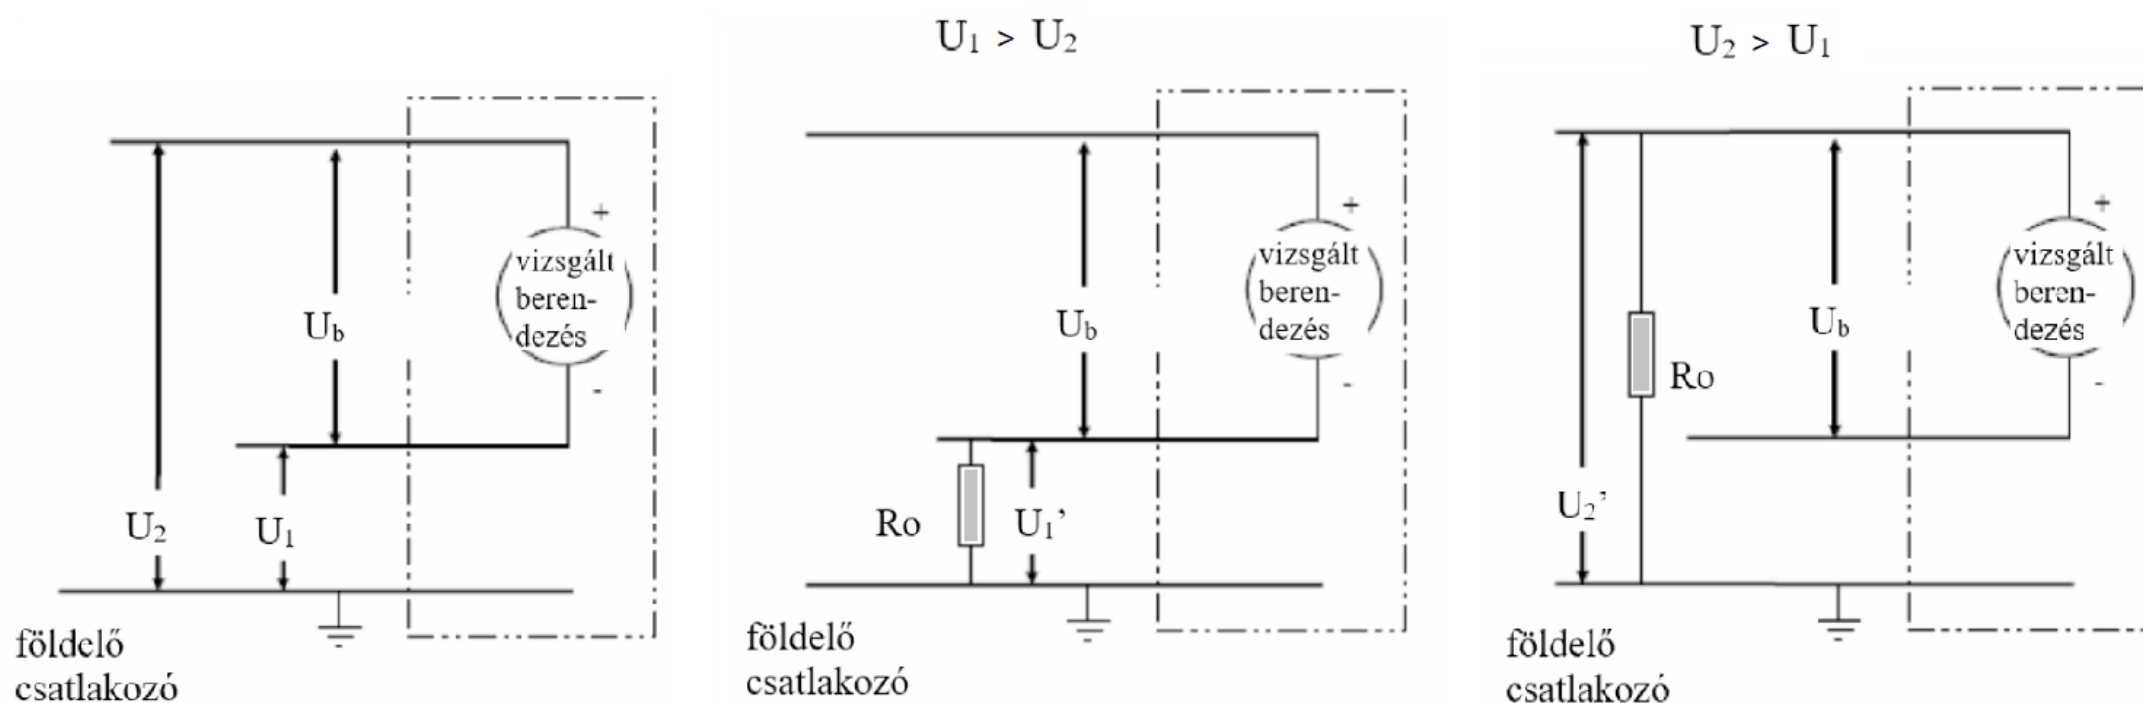 U₂
U₁
U_b
+
vizsgált
beren-
dezés
-
földelő
csatlakozó
U₁ > U₂
U_b
+
vizsgált
beren-
dezés
-
Ro
U₁’
földelő
csatlakozó
U₂ > U₁
U₂’
Ro
U_b
+
vizsgált
beren-
dezés
-
földelő
csatlakozó